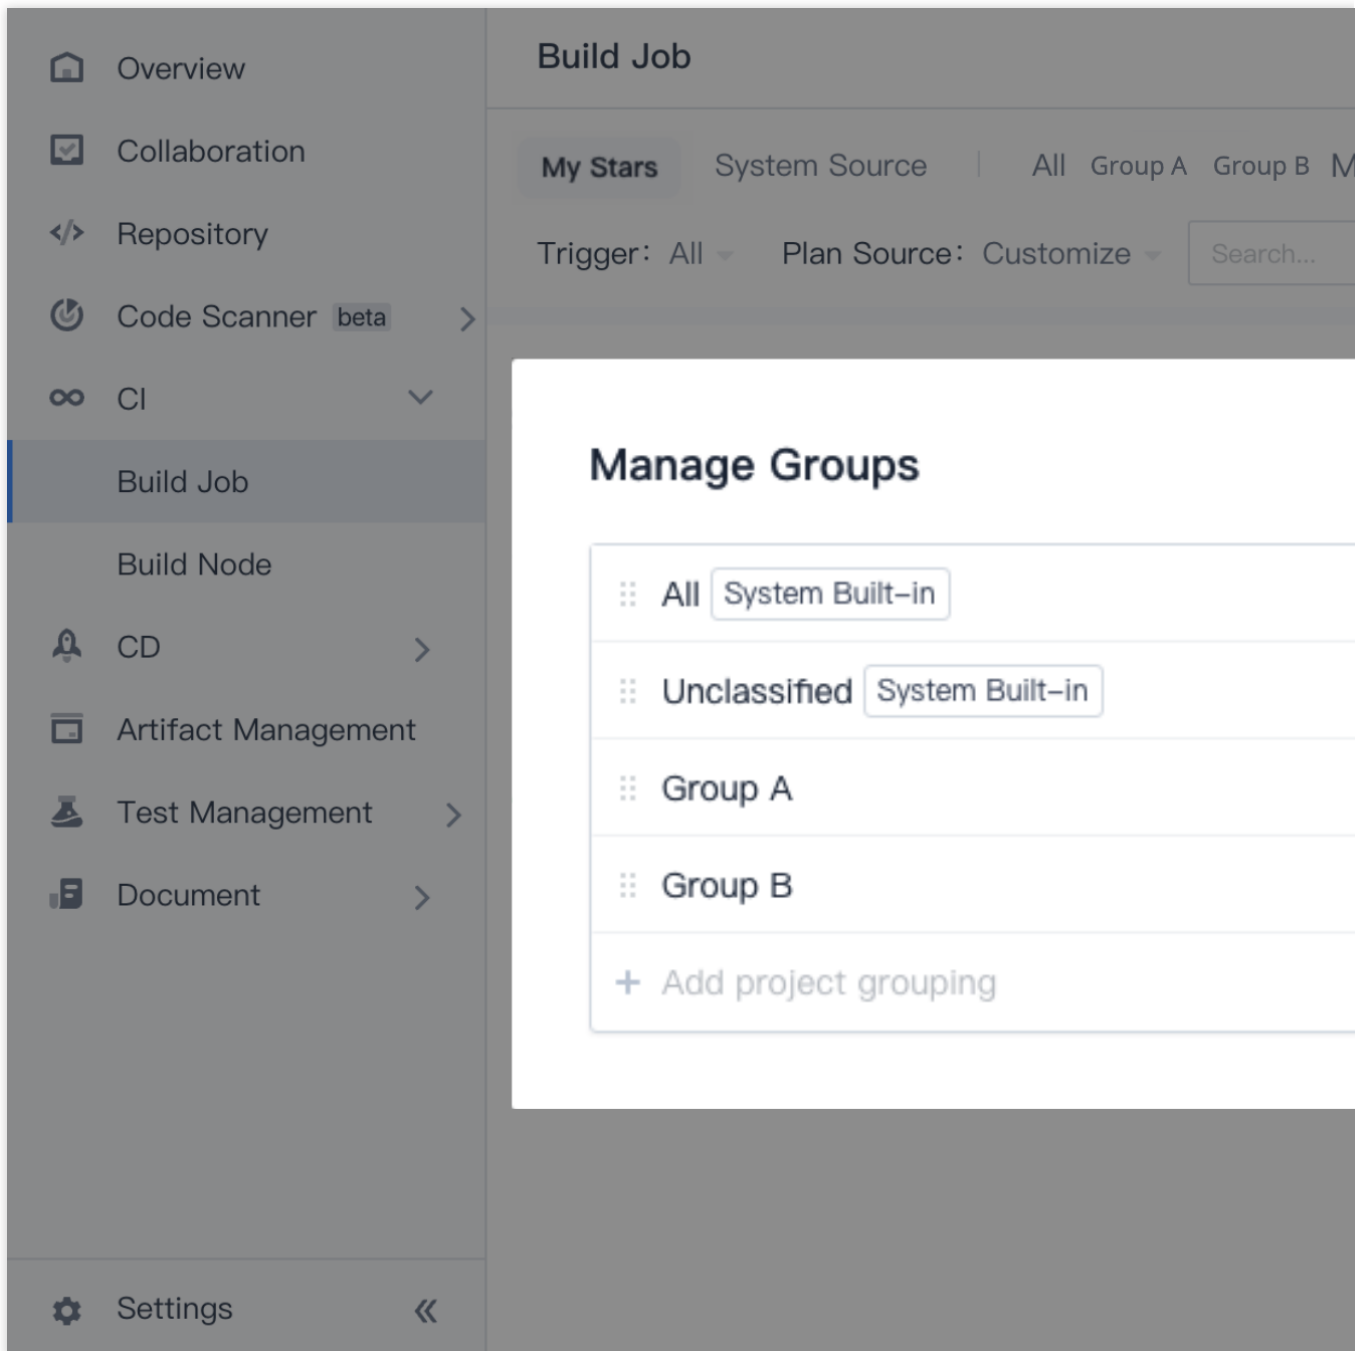 Overview
Collaboration
Repository
Code Scanner beta
CI
Build Job
Build Node
CD
Artifact Management
Test Management
Document
Settings
Build Job
My Stars System Source All Group A Group B M
Trigger: All Plan Source: Customize Search...
Manage Groups
All System Built-in
Unclassified System Built-in
Group A
Group B
+ Add project grouping